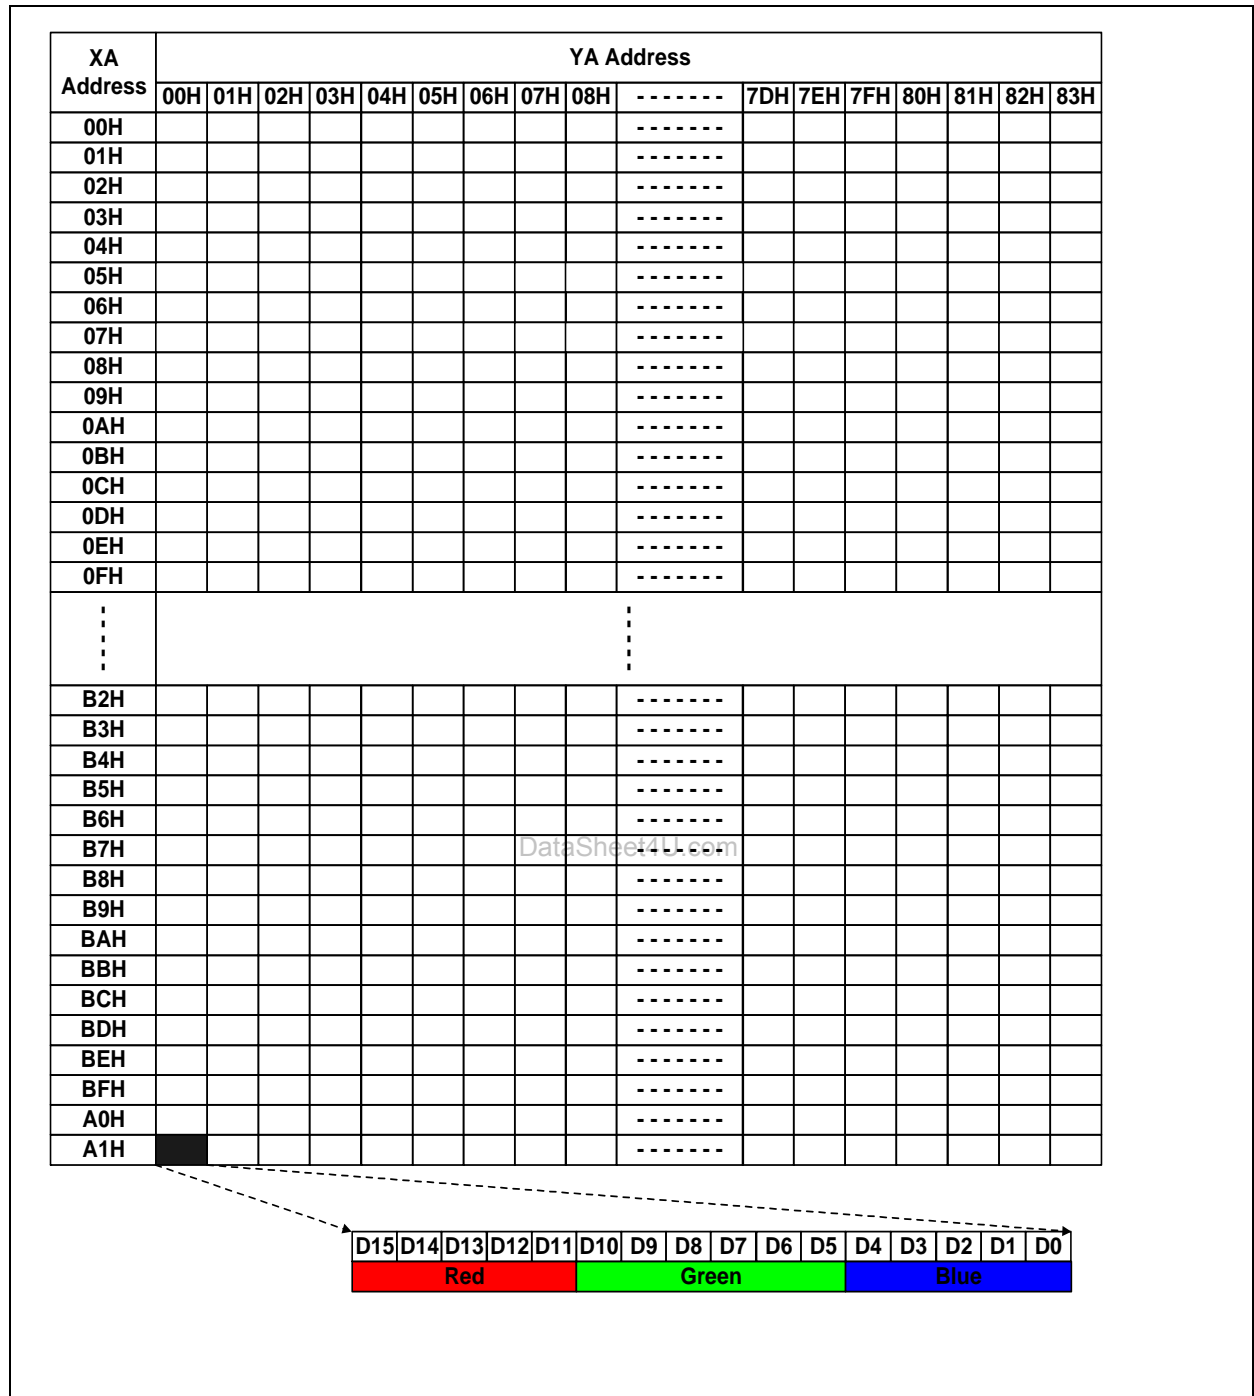 XA Address YA Address
00H 01H 02H 03H 04H 05H 06H 07H 08H - - - - - - - 7DH 7EH 7FH 80H 81H 82H 83H
00H - - - - - - -
01H - - - - - - -
02H - - - - - - -
03H - - - - - - -
04H - - - - - - -
05H - - - - - - -
06H - - - - - - -
07H - - - - - - -
08H - - - - - - -
09H - - - - - - -
0AH - - - - - - -
0BH - - - - - - -
0CH - - - - - - -
0DH - - - - - - -
0EH - - - - - - -
0FH - - - - - - -
B2H - - - - - - -
B3H - - - - - - -
B4H - - - - - - -
B5H - - - - - - -
B6H - - - - - - -
B7H - - - - - - -
DataSheet4U.com
B8H - - - - - - -
B9H - - - - - - -
BAH - - - - - - -
BBH - - - - - - -
BCH - - - - - - -
BDH - - - - - - -
BEH - - - - - - -
BFH - - - - - - -
A0H - - - - - - -
A1H - - - - - - -
D15 D14 D13 D12 D11 D10 D9 D8 D7 D6 D5 D4 D3 D2 D1 D0
Red Green Blue